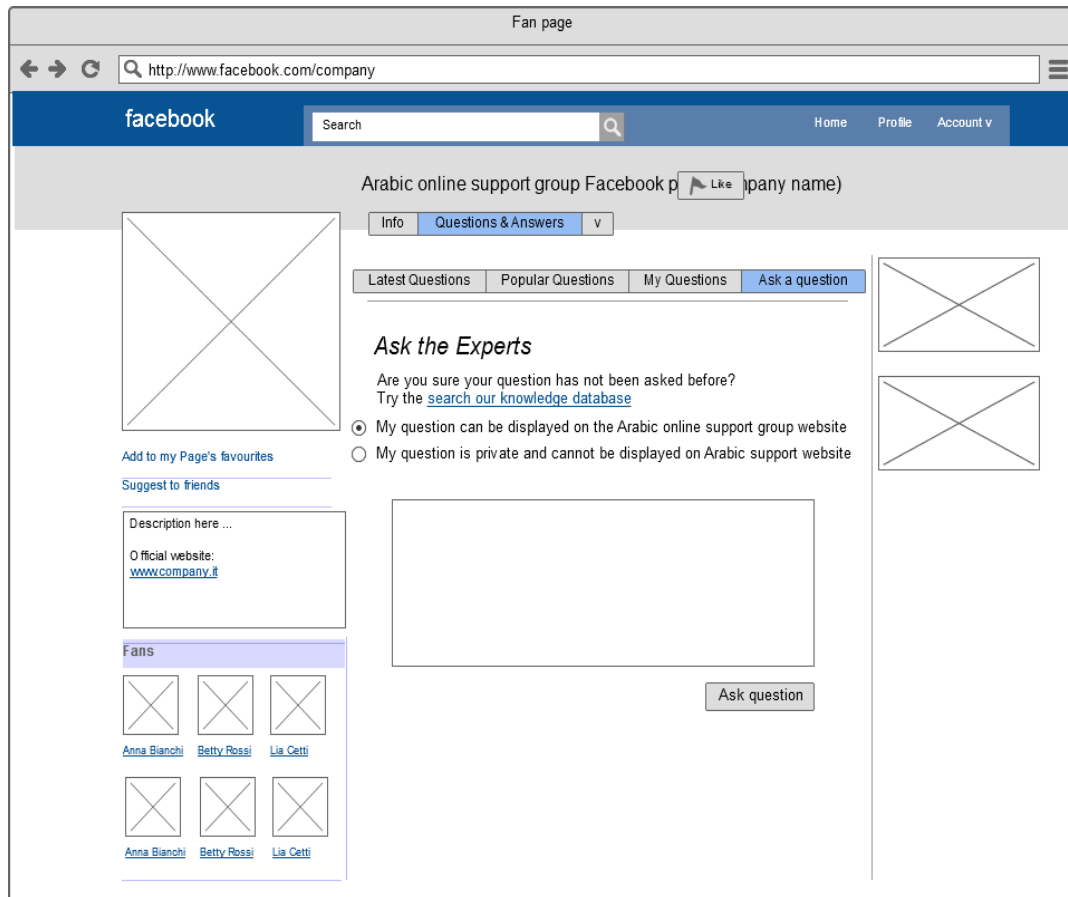 Fan page
http://www.facebook.com/company
facebook
Search
Home Profile Account v
Arabic online support group Facebook p Like mpany name)
Info Questions & Answers v
Latest Questions Popular Questions My Questions Ask a question
Ask the Experts
Are you sure your question has not been asked before?
Try the search our knowledge database
My question can be displayed on the Arabic online support group website
My question is private and cannot be displayed on Arabic support website
Ask question
Add to my Page's favourites
Suggest to friends
Description here ...
Official website:
www.company.it
Fans
Anna Bianchi Betty Rossi Lia Cetti
Anna Bianchi Betty Rossi Lia Cetti